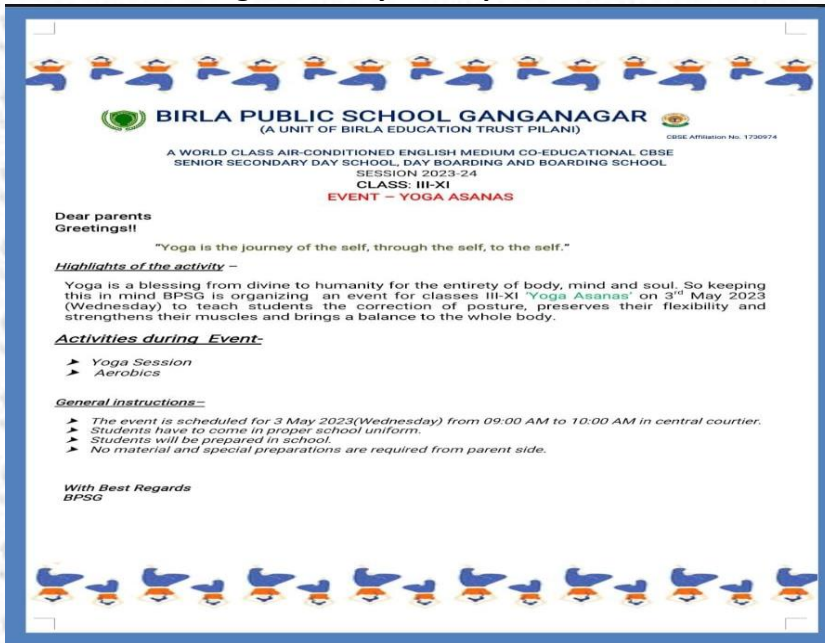 BIRLA PUBLIC SCHOOL GANGANAGAR
(A UNIT OF BIRLA EDUCATION TRUST PILANI)
CBSE Affiliation No. 1730974
A WORLD CLASS AIR-CONDITIONED ENGLISH MEDIUM CO-EDUCATIONAL CBSE
SENIOR SECONDARY DAY SCHOOL, DAY BOARDING AND BOARDING SCHOOL
SESSION 2023-24
CLASS: III-XI
EVENT – YOGA ASANAS
Dear parents
Greetings!!
"Yoga is the journey of the self, through the self, to the self."
Highlights of the activity –
Yoga is a blessing from divine to humanity for the entirety of body, mind and soul. So keeping
this in mind BPSG is organizing an event for classes III-XI 'Yoga Asanas' on 3rd May 2023
(Wednesday) to teach students the correction of posture, preserves their flexibility and
strengthens their muscles and brings a balance to the whole body.
Activities during Event-
➤ Yoga Session
➤ Aerobics
General instructions–
➤ The event is scheduled for 3 May 2023(Wednesday) from 09:00 AM to 10:00 AM in central courtier.
➤ Students have to come in proper school uniform.
➤ Students will be prepared in school.
➤ No material and special preparations are required from parent side.
With Best Regards
BPSG